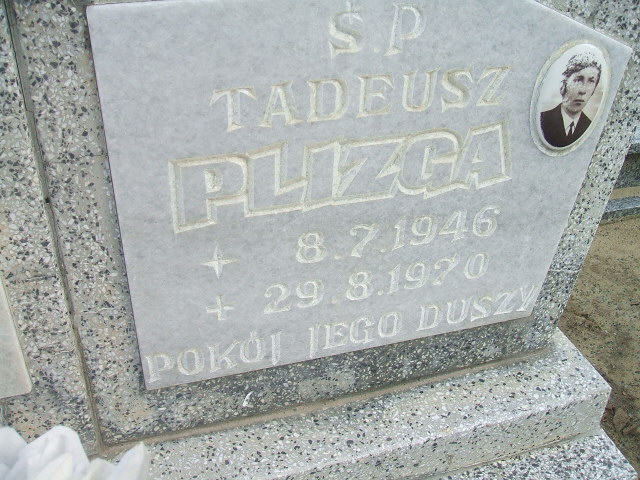 Ś.P
TADEUSZ
PLIZGA
8.7.1946
+ 29.8.1970
POKÓJ JEGO DUSZY